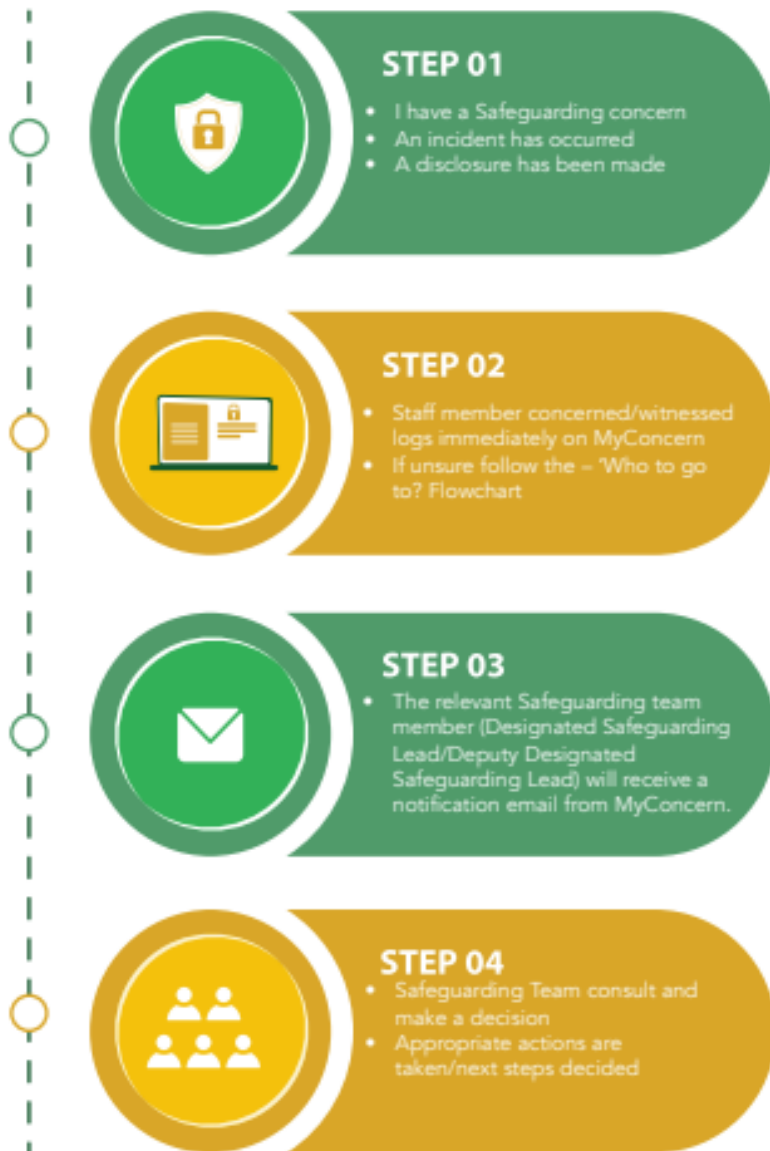 STEP 01
• I have a Safeguarding concern
• An incident has occurred
• A disclosure has been made
STEP 02
• Staff member concerned/witnessed
logs immediately on MyConcern
• If unsure follow the – ‘Who to go
to? Flowchart
STEP 03
• The relevant Safeguarding team
member (Designated Safeguarding
Lead/Deputy Designated
Safeguarding Lead) will receive a
notification email from MyConcern.
STEP 04
• Safeguarding Team consult and
make a decision
• Appropriate actions are
taken/next steps decided